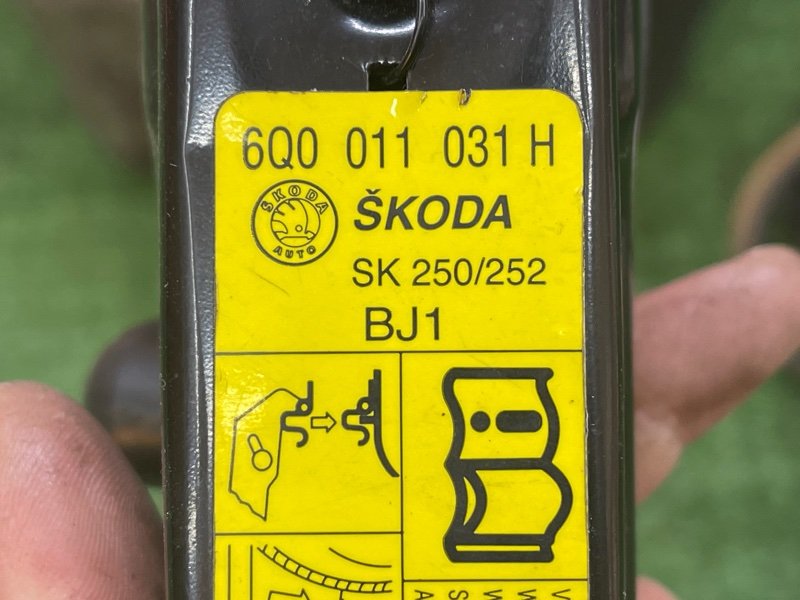 6Q0 011 031 H
ŠKODA AUTO
ŠKODA
SK 250/252
BJ1